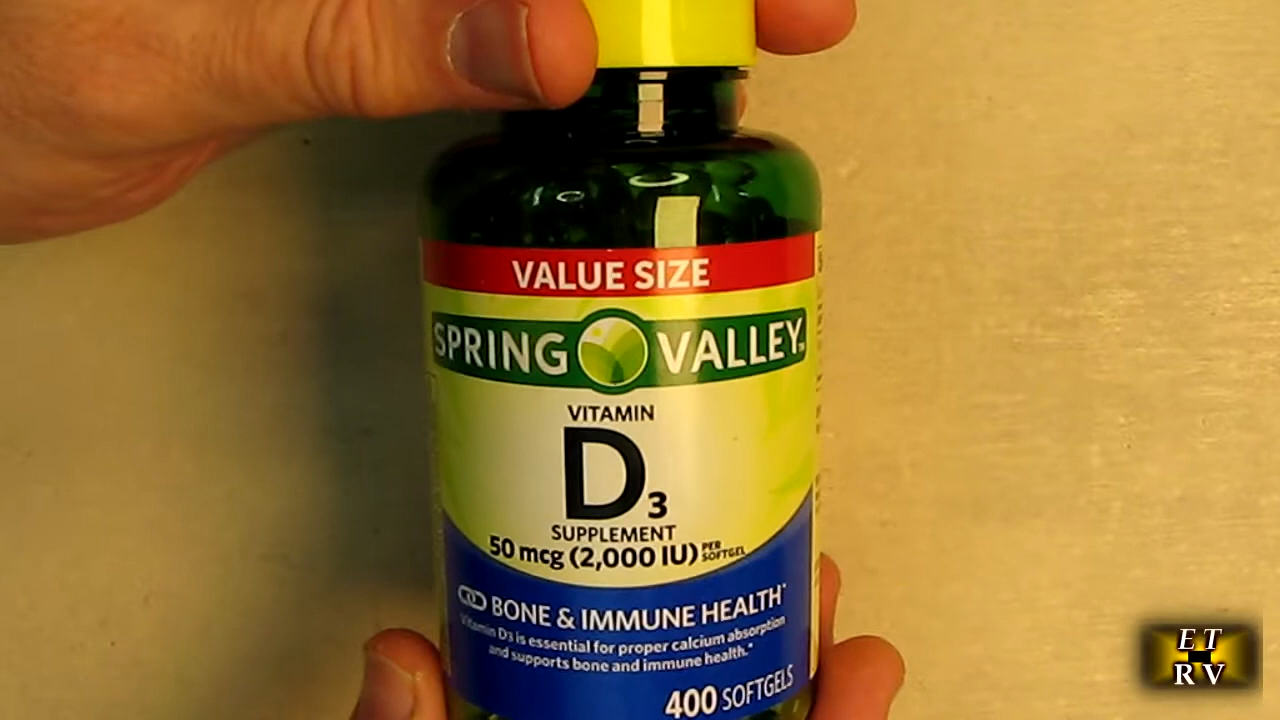 VALUE SIZE
SPRING VALLEY™
VITAMIN
D3
SUPPLEMENT
50 mcg (2,000 IU) PER SOFTGEL
BONE & IMMUNE HEALTH*
Vitamin D3 is essential for proper calcium absorption
and supports bone and immune health.*
400 SOFTGELS
ET
RV